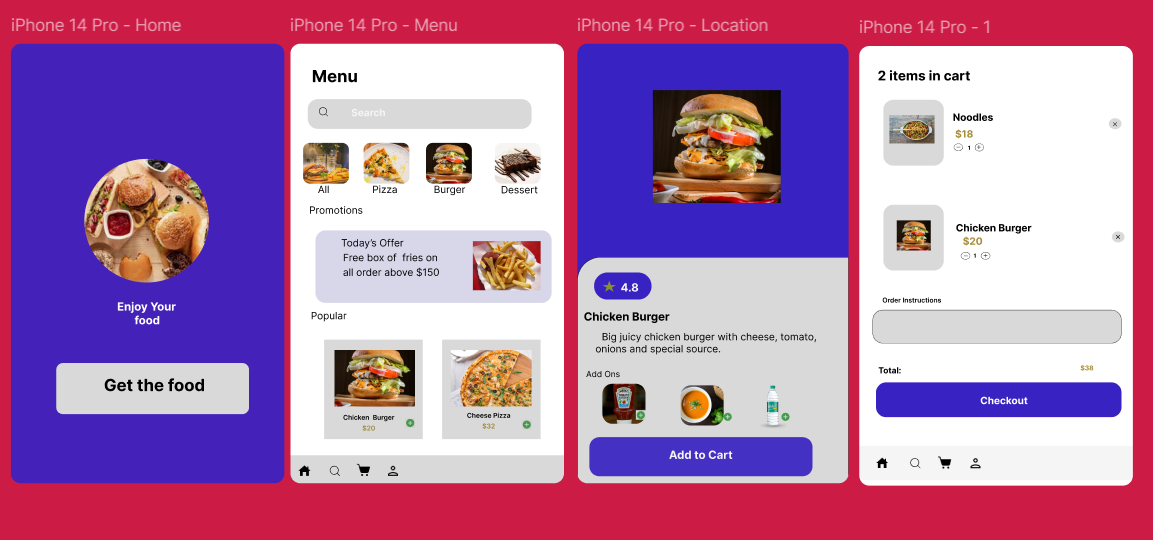 iPhone 14 Pro - Home
Enjoy Your
food
Get the food
iPhone 14 Pro - Menu
Menu
Search
All
Pizza
Burger
Dessert
Promotions
Today's Offer
Free box of fries on
all order above $150
Popular
Chicken Burger
$20
Cheese Pizza
$32
iPhone 14 Pro - Location
4.8
Chicken Burger
Big juicy chicken burger with cheese, tomato,
onions and special source.
Add Ons
HEINZ
Add to Cart
iPhone 14 Pro - 1
2 items in cart
Noodles
$18
1
Chicken Burger
$20
1
Order Instructions
Total:
$38
Checkout